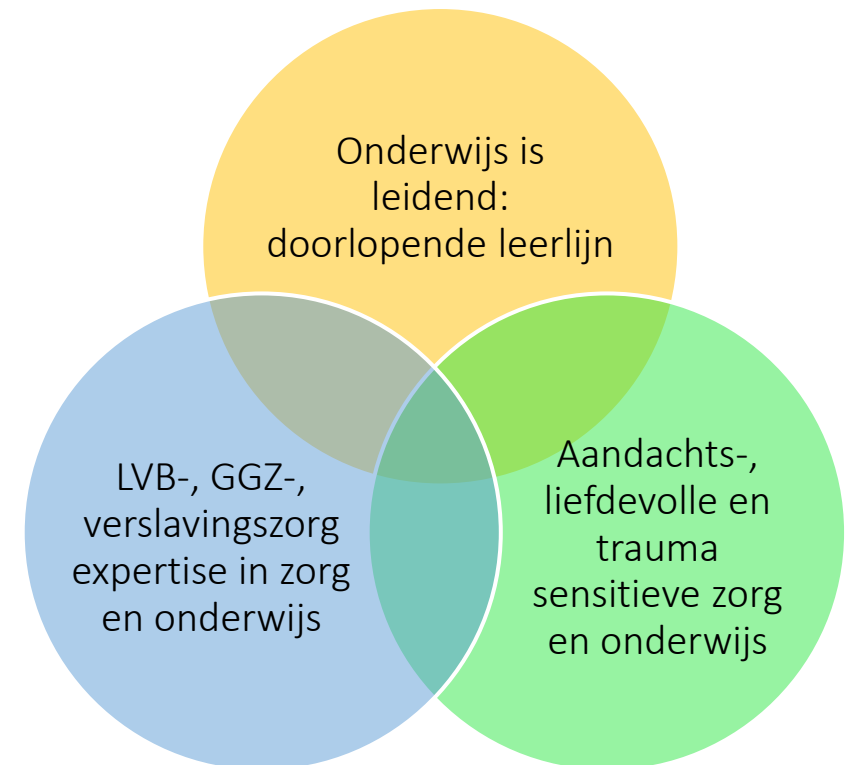 Onderwijs is
leidend:
doorlopende leerlijn
LVB-, GGZ-,
verslavingszorg
expertise in zorg
en onderwijs
Aandachts-,
liefdevolle en
trauma
sensitieve zorg
en onderwijs